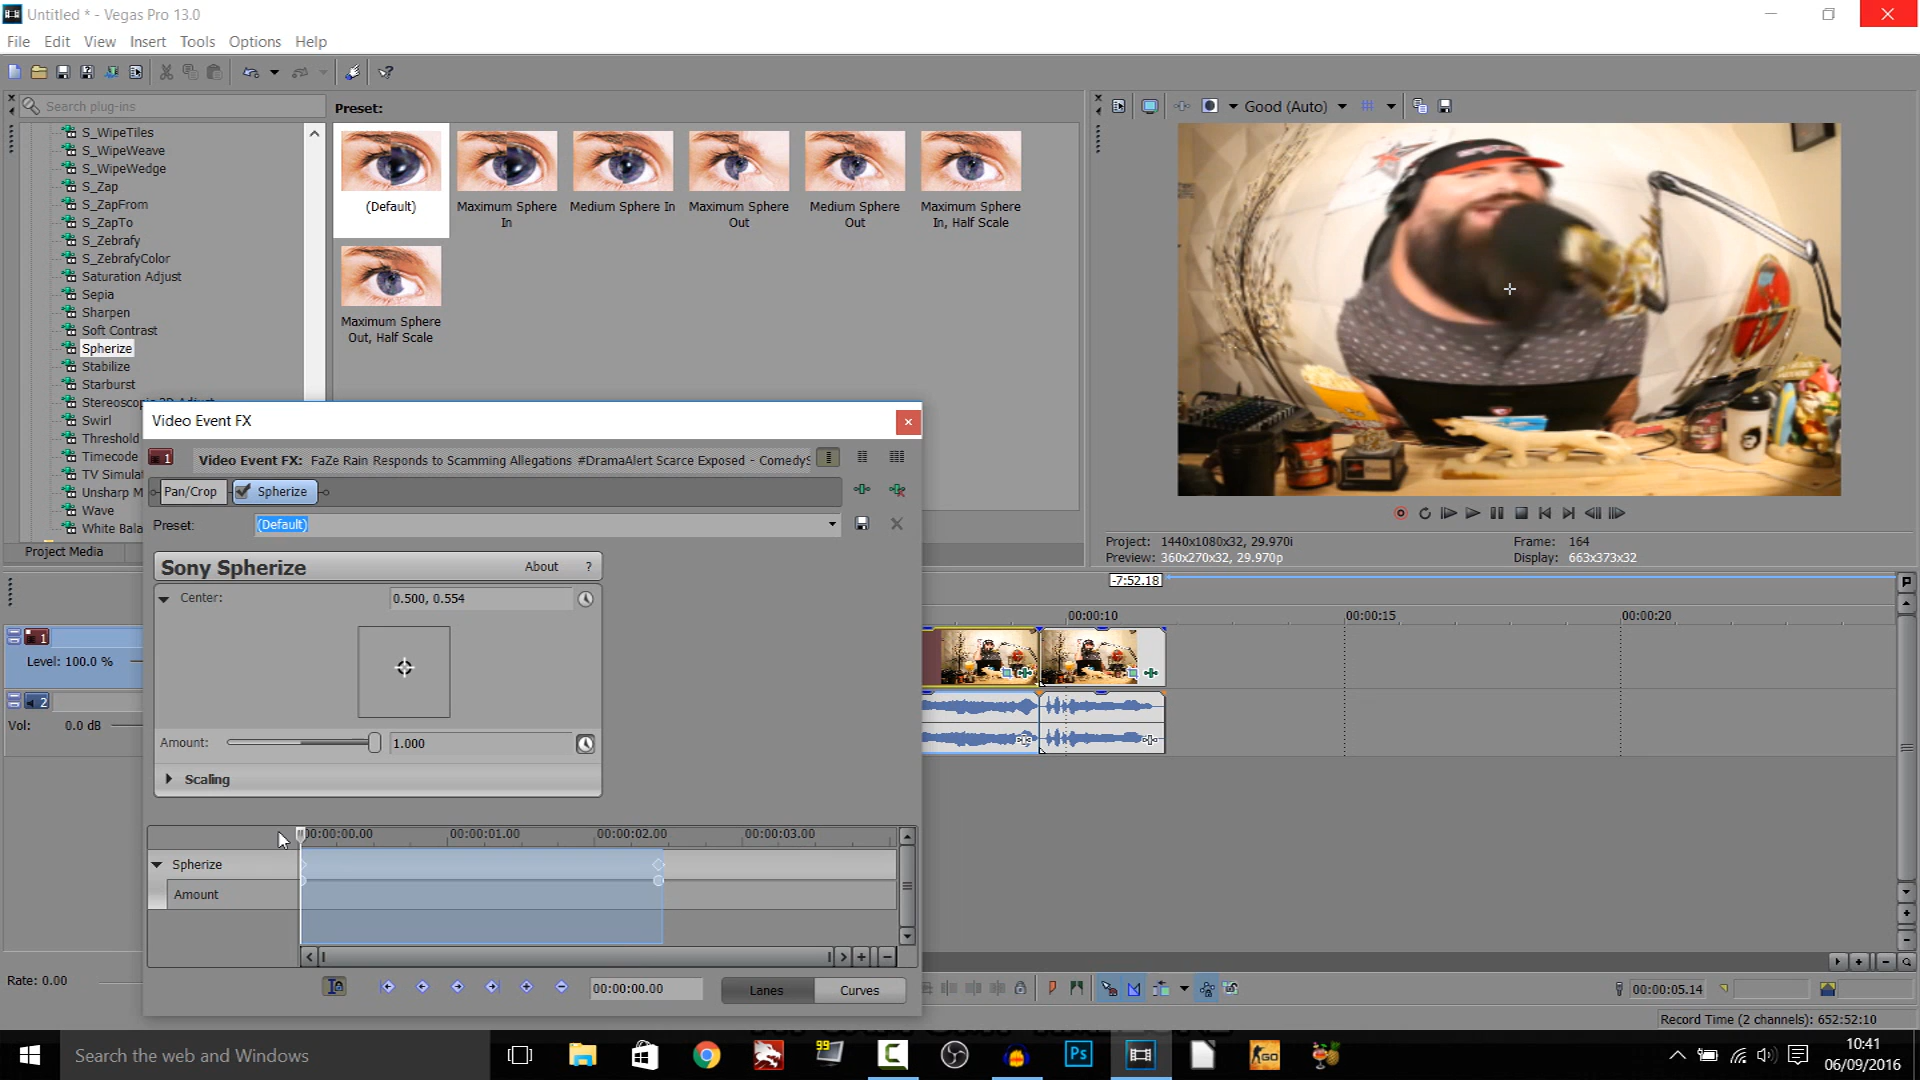 Untitled * - Vegas Pro 13.0
File Edit View Insert Tools Options Help
Search plug-ins
S_WipeTiles
S_WipeWeave
S_WipeWedge
S_Zap
S_ZapFrom
S_ZapTo
S_Zebrafy
S_ZebrafyColor
Saturation Adjust
Sepia
Sharpen
Soft Contrast
Spherize
Stabilize
Starburst
Swirl
Threshold
Timecode
Wave
Project Media
Preset:
(Default)
Maximum Sphere In
Medium Sphere In
Maximum Sphere Out
Medium Sphere Out
Maximum Sphere In, Half Scale
Maximum Sphere Out, Half Scale
Good (Auto)
Project: 1440x1080x32, 29.970i
Preview: 360x270x32, 29.970p
Frame: 164
Display: 663x373x32
Video Event FX
1
Video Event FX: FaZe Rain Responds to Scamming Allegations #DramaAlert Scarce Exposed - Comedy
Pan/Crop Spherize
Preset: (Default)
Sony Spherize About ?
Center: 0.500, 0.554
Amount: 1.000
Scaling
00:00:00.00 00:00:01.00 00:00:02.00 00:00:03.00
Spherize
Amount
00:00:00.00 Lanes Curves
-7:52.18
00:00:10 00:00:15 00:00:20
1
Level: 100.0 %
2
Vol: 0.0 dB
Rate: 0.00
00:00:05.14
Record Time (2 channels): 652:52:10
Search the web and Windows
99
Ps
GO
10:41
06/09/2016